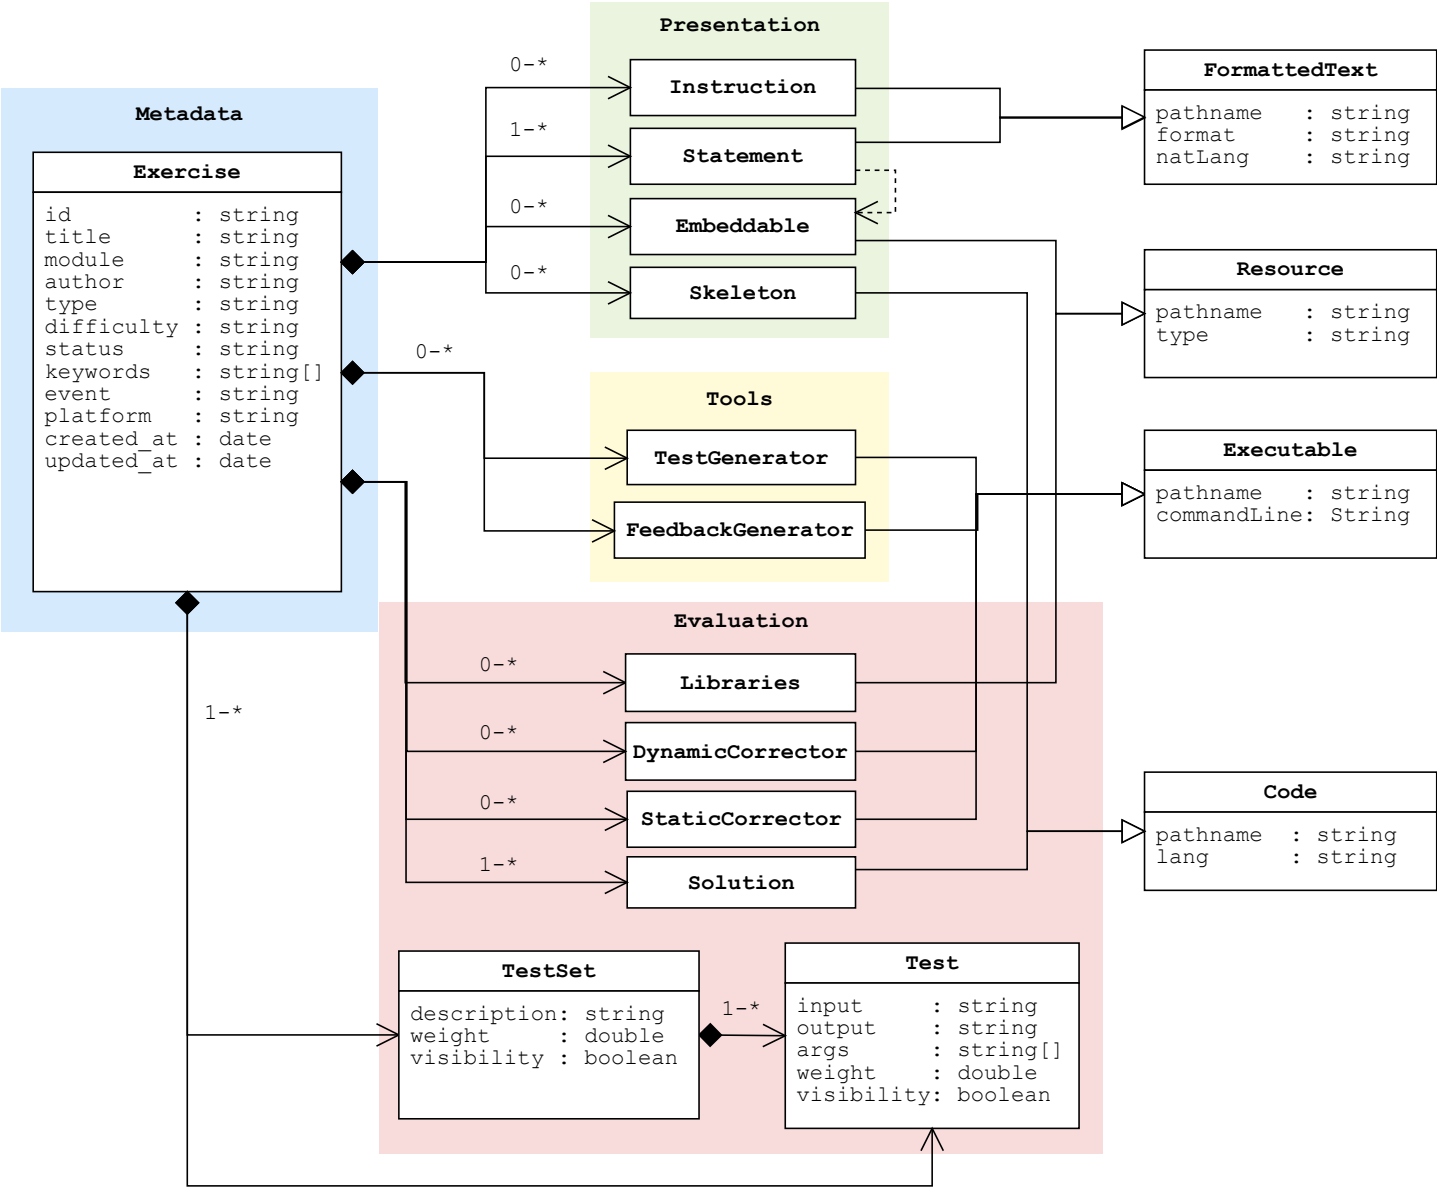 Metadata
Exercise
id : string
title : string
module : string
author : string
type : string
difficulty : string
status : string
keywords : string[]
event : string
platform : string
created_at : date
updated_at : date
Presentation
0-*
Instruction
1-*
Statement
0-*
Embeddable
0-*
Skeleton
0-*
Tools
TestGenerator
FeedbackGenerator
Evaluation
0-*
Libraries
0-*
DynamicCorrector
0-*
StaticCorrector
1-*
Solution
1-*
TestSet
description: string
weight : double
visibility : boolean
1-*
Test
input : string
output : string
args : string[]
weight : double
visibility: boolean
FormattedText
pathname : string
format : string
natLang : string
Resource
pathname : string
type : string
Executable
pathname : string
commandLine: String
Code
pathname : string
lang : string